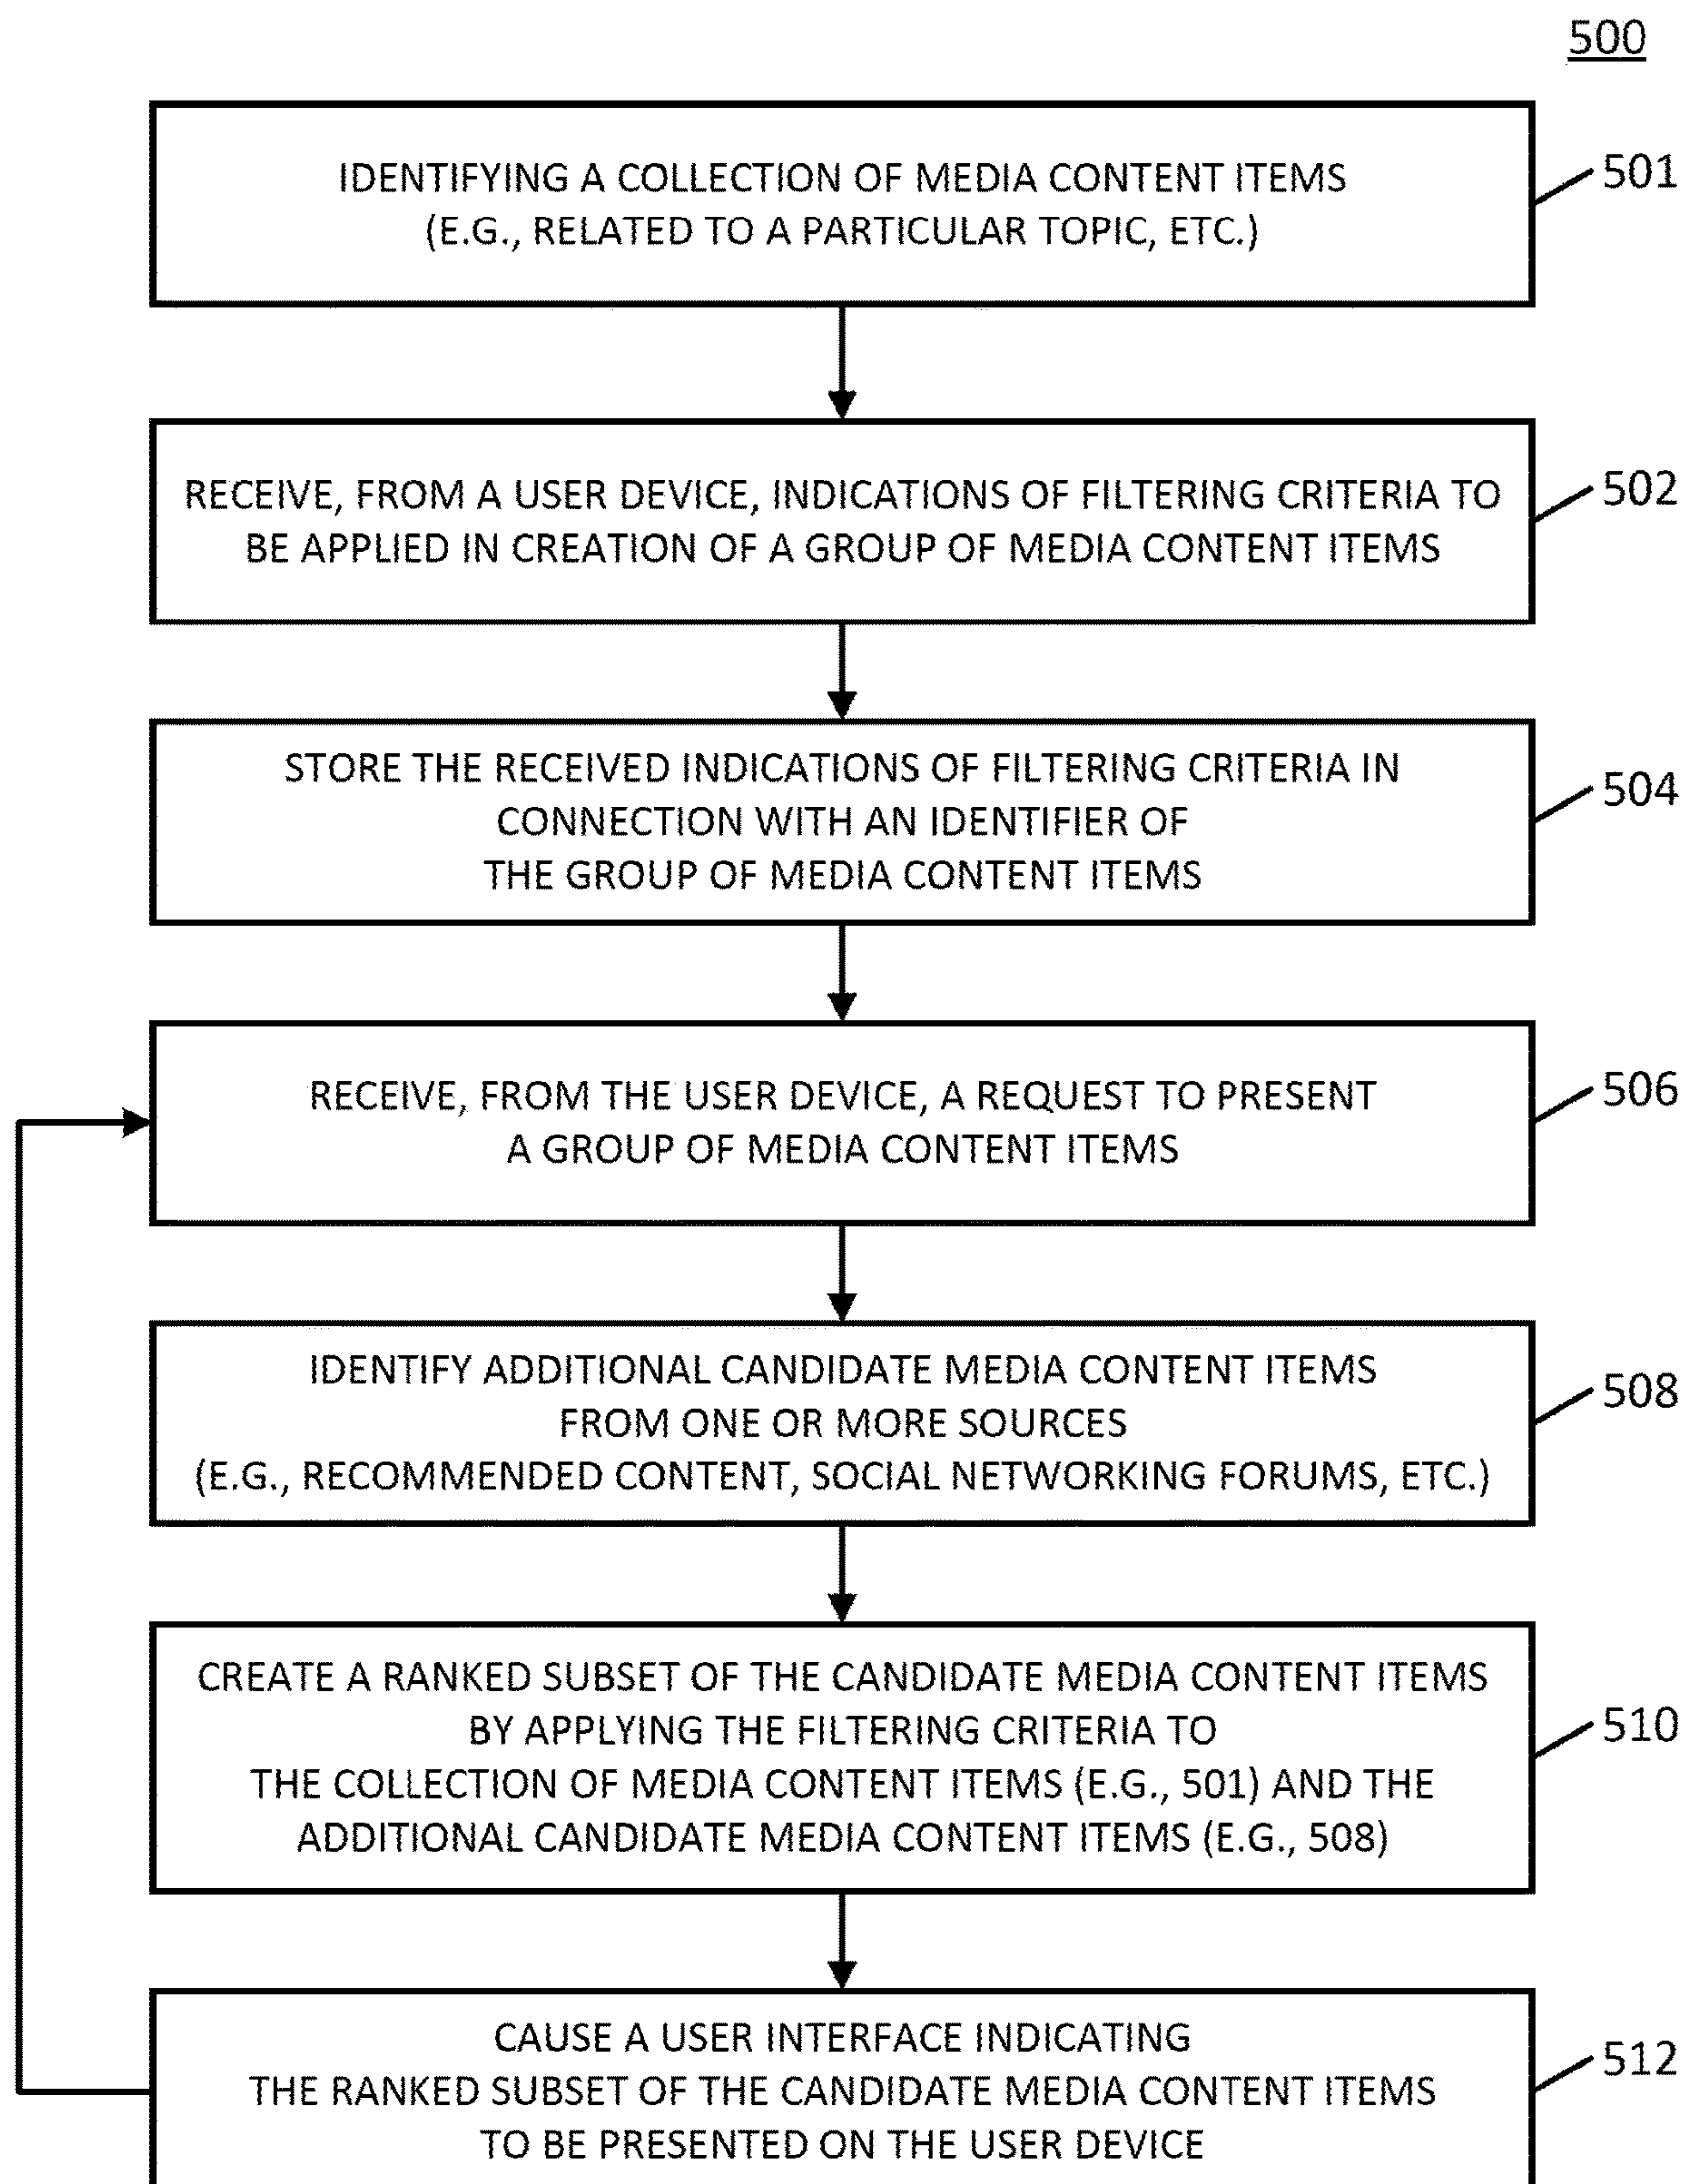 500
IDENTIFYING A COLLECTION OF MEDIA CONTENT ITEMS
(E.G., RELATED TO A PARTICULAR TOPIC, ETC.)
501
RECEIVE, FROM A USER DEVICE, INDICATIONS OF FILTERING CRITERIA TO
BE APPLIED IN CREATION OF A GROUP OF MEDIA CONTENT ITEMS
502
STORE THE RECEIVED INDICATIONS OF FILTERING CRITERIA IN
CONNECTION WITH AN IDENTIFIER OF
THE GROUP OF MEDIA CONTENT ITEMS
504
RECEIVE, FROM THE USER DEVICE, A REQUEST TO PRESENT
A GROUP OF MEDIA CONTENT ITEMS
506
IDENTIFY ADDITIONAL CANDIDATE MEDIA CONTENT ITEMS
FROM ONE OR MORE SOURCES
(E.G., RECOMMENDED CONTENT, SOCIAL NETWORKING FORUMS, ETC.)
508
CREATE A RANKED SUBSET OF THE CANDIDATE MEDIA CONTENT ITEMS
BY APPLYING THE FILTERING CRITERIA TO
THE COLLECTION OF MEDIA CONTENT ITEMS (E.G., 501) AND THE
ADDITIONAL CANDIDATE MEDIA CONTENT ITEMS (E.G., 508)
510
CAUSE A USER INTERFACE INDICATING
THE RANKED SUBSET OF THE CANDIDATE MEDIA CONTENT ITEMS
TO BE PRESENTED ON THE USER DEVICE
512